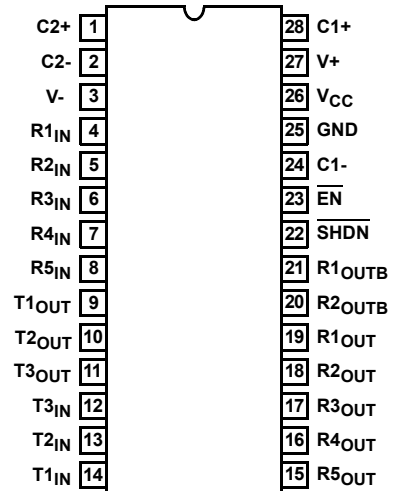 C2+ 1 28 C1+
C2- 2 27 V+
V- 3 26 VCC
R1IN 4 25 GND
R2IN 5 24 C1-
R3IN 6 23 EN
R4IN 7 22 SHDN
R5IN 8 21 R1OUTB
T1OUT 9 20 R2OUTB
T2OUT 10 19 R1OUT
T3OUT 11 18 R2OUT
T3IN 12 17 R3OUT
T2IN 13 16 R4OUT
T1IN 14 15 R5OUT